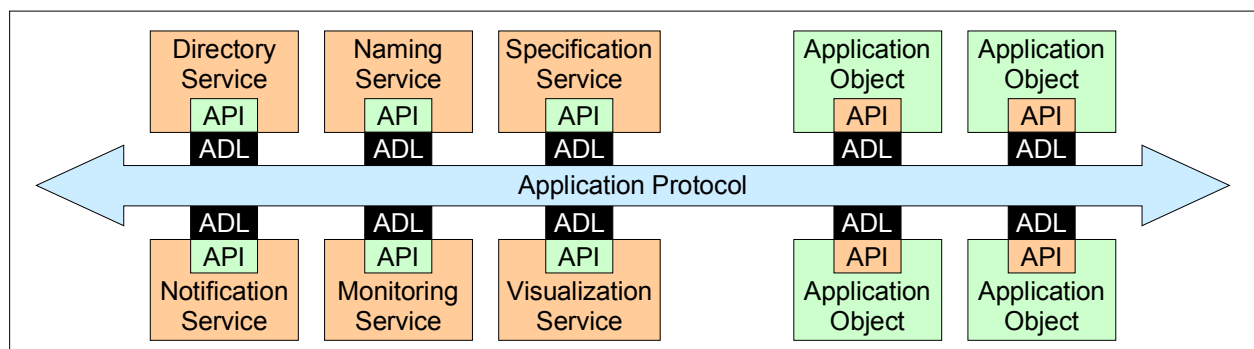 Directory
Service
API
ADL
Naming
Service
API
ADL
Specification
Service
API
ADL
Application
Object
API
ADL
Application
Object
API
ADL
Application Protocol
ADL
API
Notification
Service
ADL
API
Monitoring
Service
ADL
API
Visualization
Service
ADL
API
Application
Object
ADL
API
Application
Object